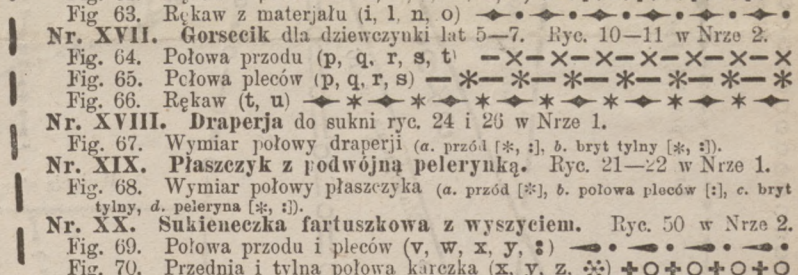 Fig 63. Rękaw z materjału (i, l, n, o)
Nr. XVII. Gorsecik dla dziewczynki lat 5—7. Ryc. 10—11 w Nrze 2.
Fig. 64. Połowa przodu (p, q, r, s, t)
Fig. 65. Połowa pleców (p, q, r, s)
Fig. 66. Rękaw (t, u)
Nr. XVIII. Draperja do sukni ryc. 24 i 26 w Nrze 1.
Fig. 67. Wymiar połowy draperji (a. przód [*, :], b. bryt tylny [*, :]).
Nr. XIX. Płaszczyk z podwójną pelerynką. Ryc. 21—22 w Nrze 1.
Fig. 68. Wymiar połowy płaszczyka (a. przód [*], b. połowa pleców [:], c. bryt
tylny, d. peleryna [*, :]).
Nr. XX. Sukieneczka fartuszkowa z wyszyciem. Ryc. 50 w Nrze 2.
Fig. 69. Połowa przodu i pleców (v, w, x, y, :)
Fig. 70. Przednia i tylna połowa karczka (x, y, z, ⁘)